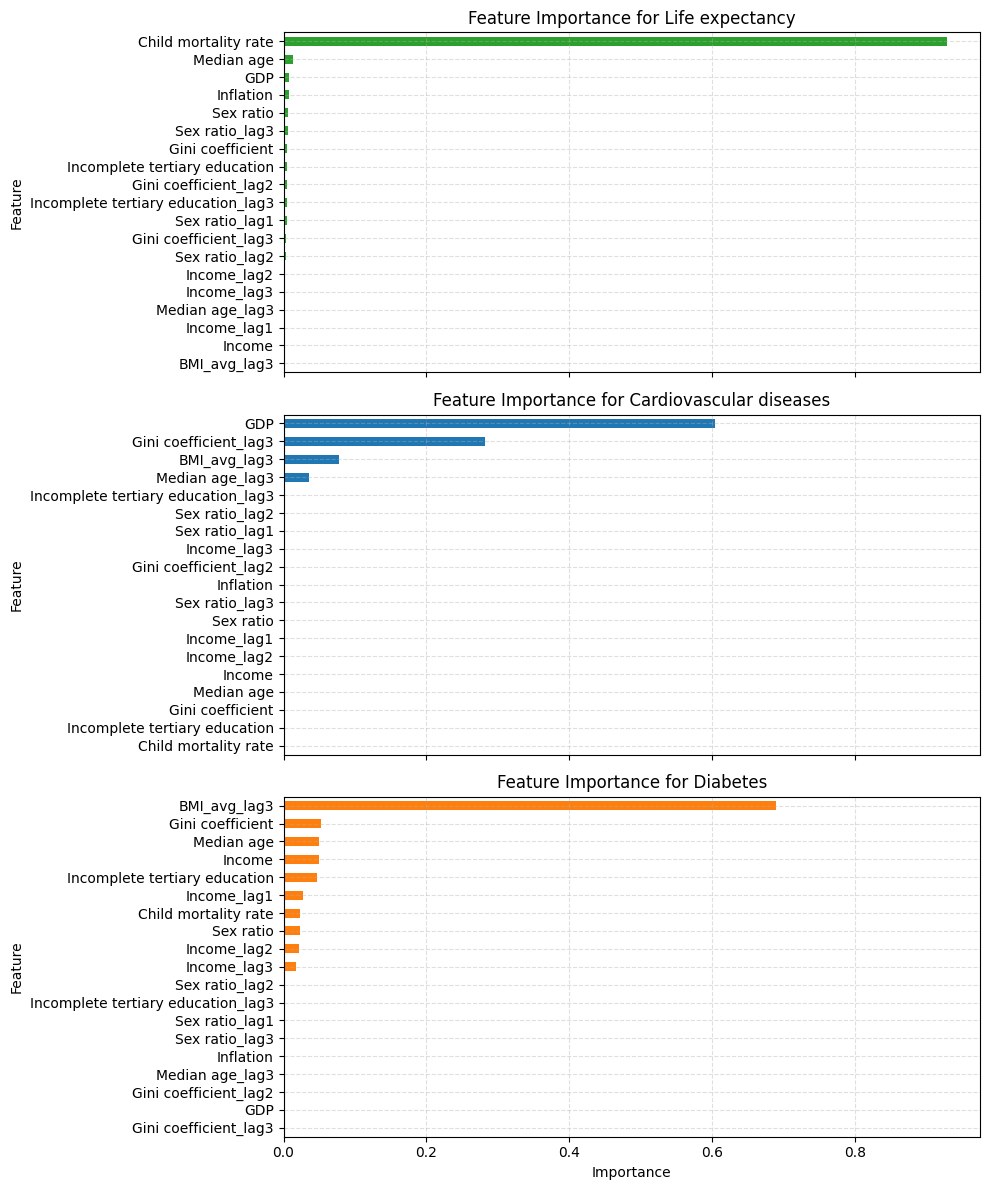 Feature Importance for Life expectancy
Child mortality rate
Median age
GDP
Inflation
Sex ratio
Sex ratio_lag3
Gini coefficient
Incomplete tertiary education
Gini coefficient_lag2
Incomplete tertiary education_lag3
Sex ratio_lag1
Gini coefficient_lag3
Sex ratio_lag2
Income_lag2
Income_lag3
Median age_lag3
Income_lag1
Income
BMI_avg_lag3
Feature
Feature Importance for Cardiovascular diseases
GDP
Gini coefficient_lag3
BMI_avg_lag3
Median age_lag3
Incomplete tertiary education_lag3
Sex ratio_lag2
Sex ratio_lag1
Income_lag3
Gini coefficient_lag2
Inflation
Sex ratio_lag3
Sex ratio
Income_lag1
Income_lag2
Income
Median age
Gini coefficient
Incomplete tertiary education
Child mortality rate
Feature
Feature Importance for Diabetes
BMI_avg_lag3
Gini coefficient
Median age
Income
Incomplete tertiary education
Income_lag1
Child mortality rate
Sex ratio
Income_lag2
Income_lag3
Sex ratio_lag2
Incomplete tertiary education_lag3
Sex ratio_lag1
Sex ratio_lag3
Inflation
Median age_lag3
Gini coefficient_lag2
GDP
Gini coefficient_lag3
Feature
0.0 0.2 0.4 0.6 0.8
Importance